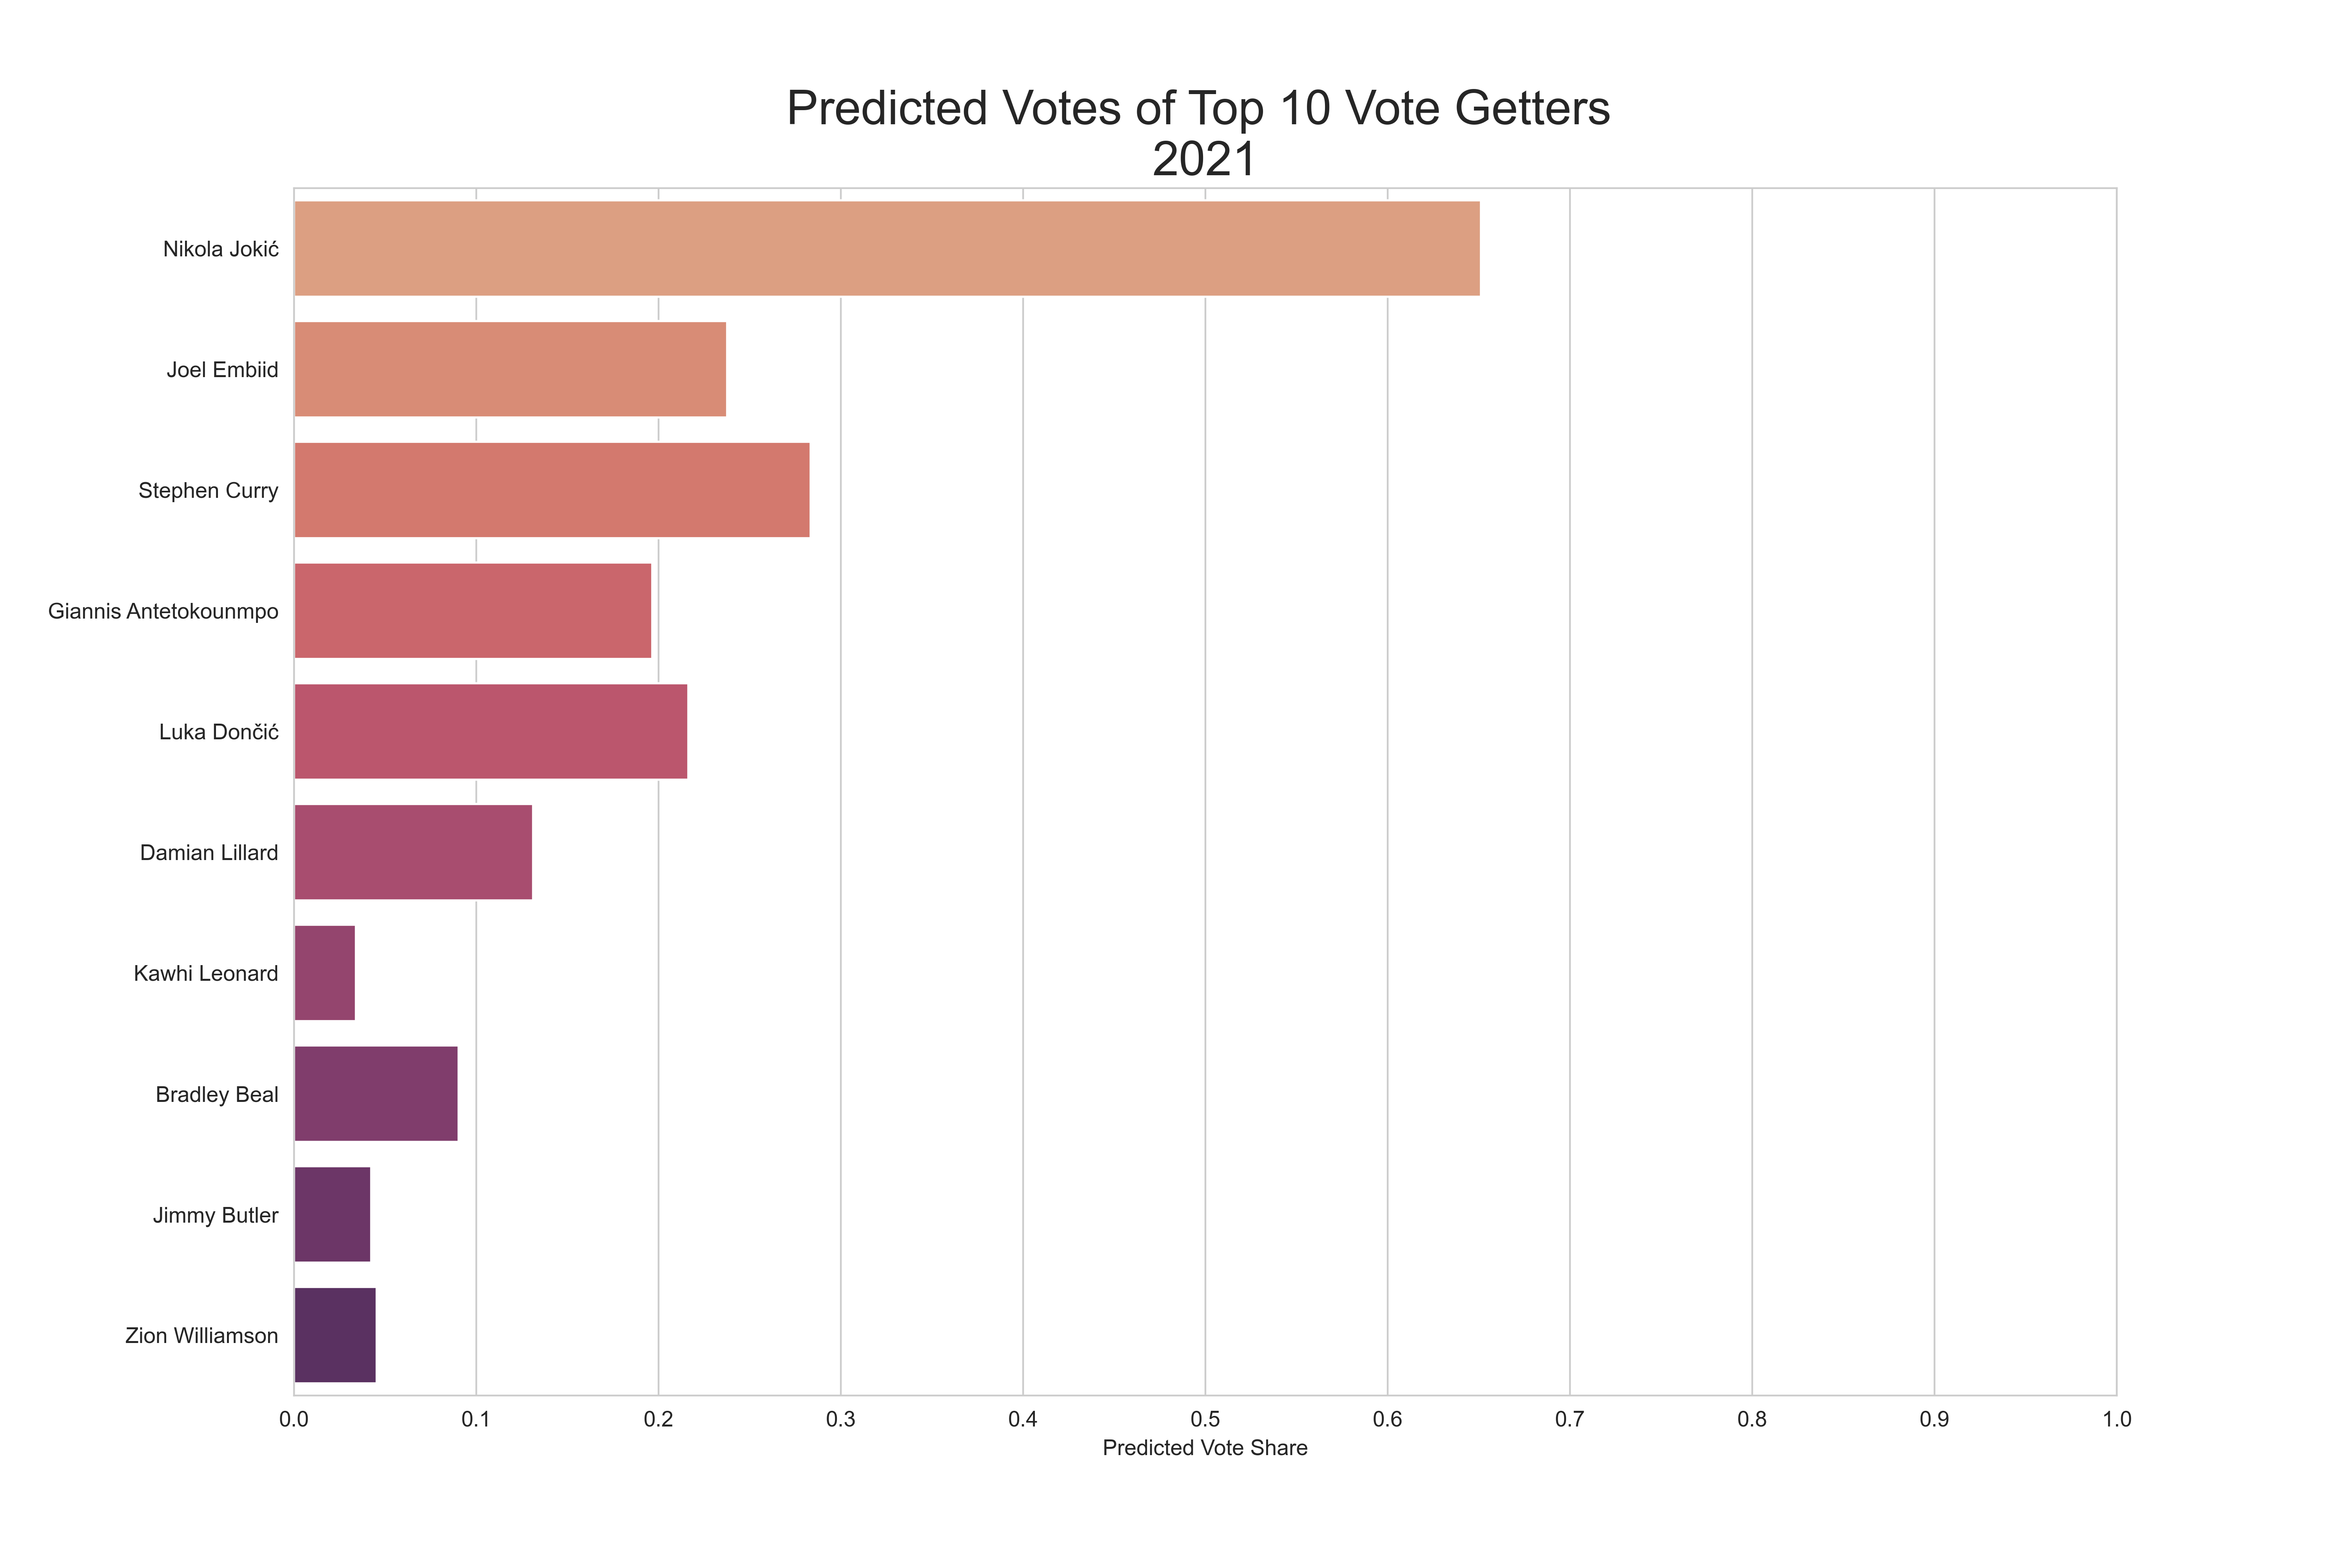 Predicted Votes of Top 10 Vote Getters
2021
Nikola Jokić
Joel Embiid
Stephen Curry
Giannis Antetokounmpo
Luka Dončić
Damian Lillard
Kawhi Leonard
Bradley Beal
Jimmy Butler
Zion Williamson
0.0 0.1 0.2 0.3 0.4 0.5 0.6 0.7 0.8 0.9 1.0
Predicted Vote Share